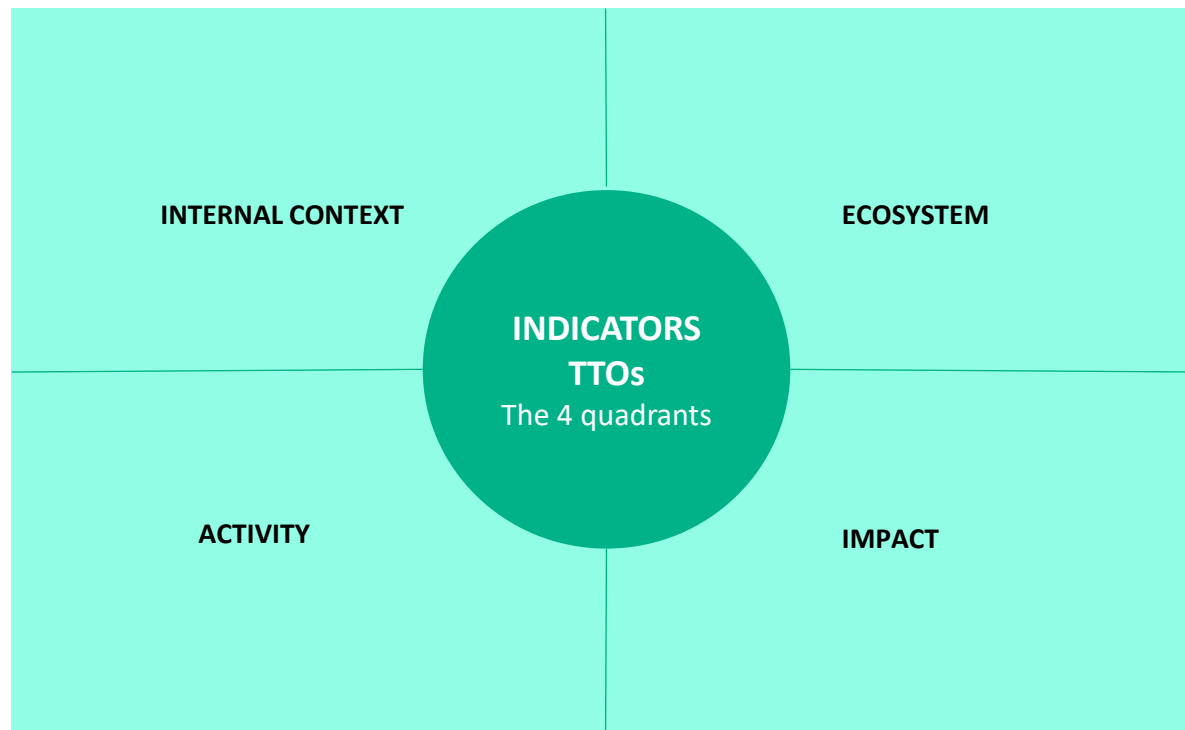 INTERNAL CONTEXT
ECOSYSTEM
INDICATORS
TTOs
The 4 quadrants
ACTIVITY
IMPACT